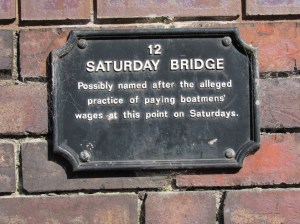 12
SATURDAY BRIDGE
Possibly named after the alleged
practice of paying boatmens'
wages at this point on Saturdays.